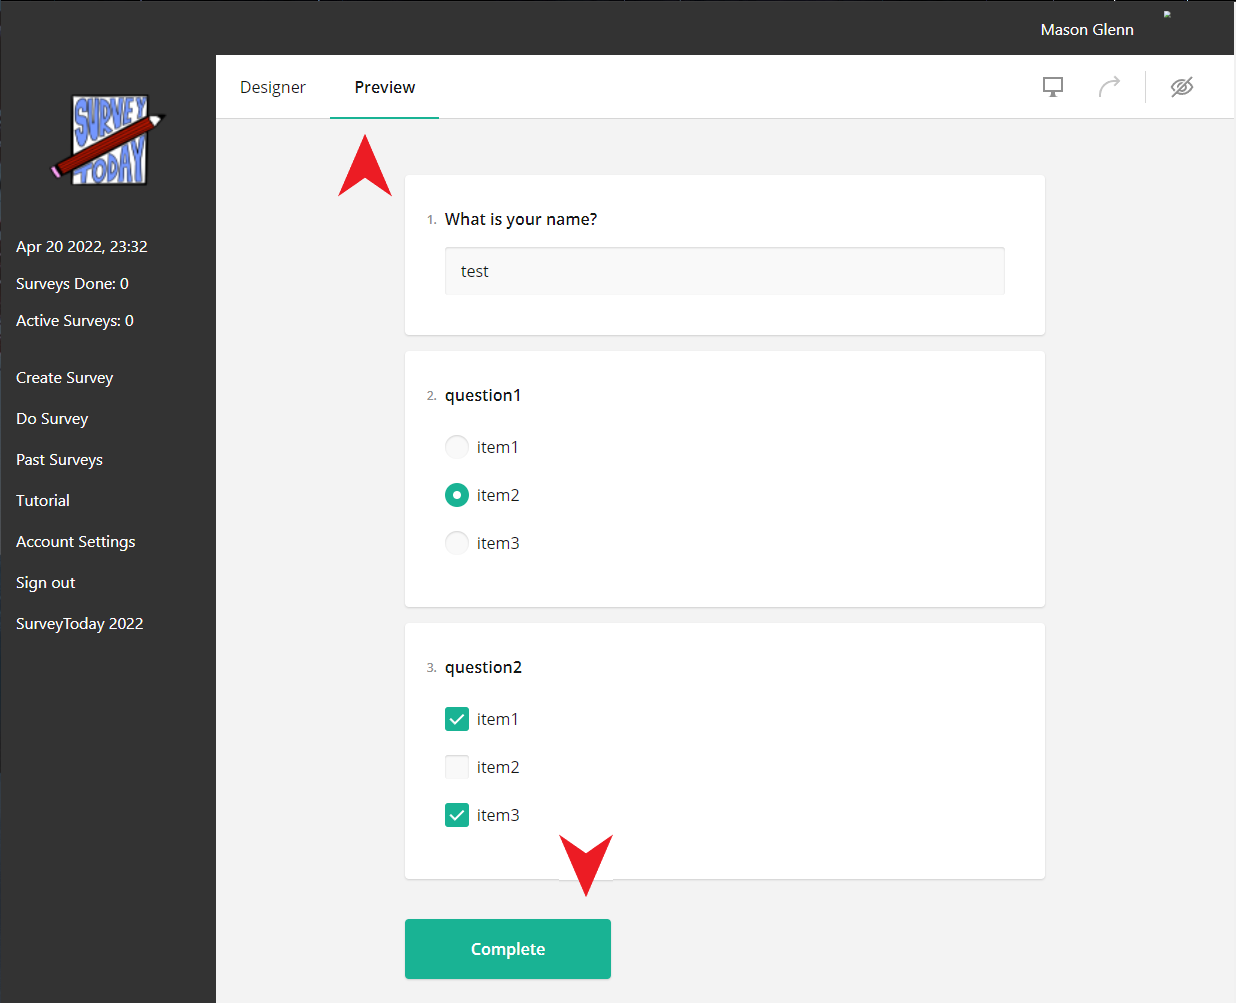 Mason Glenn
SURVEY
TODAY
Apr 20 2022, 23:32
Surveys Done: 0
Active Surveys: 0
Create Survey
Do Survey
Past Surveys
Tutorial
Account Settings
Sign out
SurveyToday 2022
Designer
Preview
1. What is your name?
test
2. question1
item1
item2
item3
3. question2
item1
item2
item3
Complete